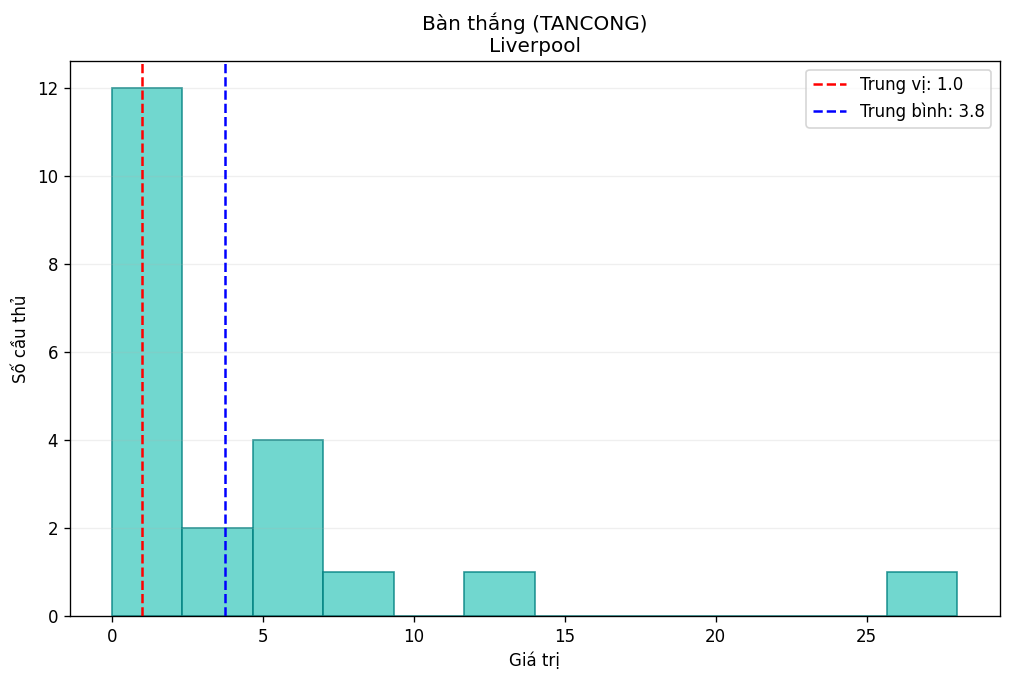 Bàn thắng (TANCONG)
Liverpool
Trung vị: 1.0
Trung bình: 3.8
Số cầu thủ
12
10
8
6
4
2
0
0 5 10 15 20 25
Giá trị